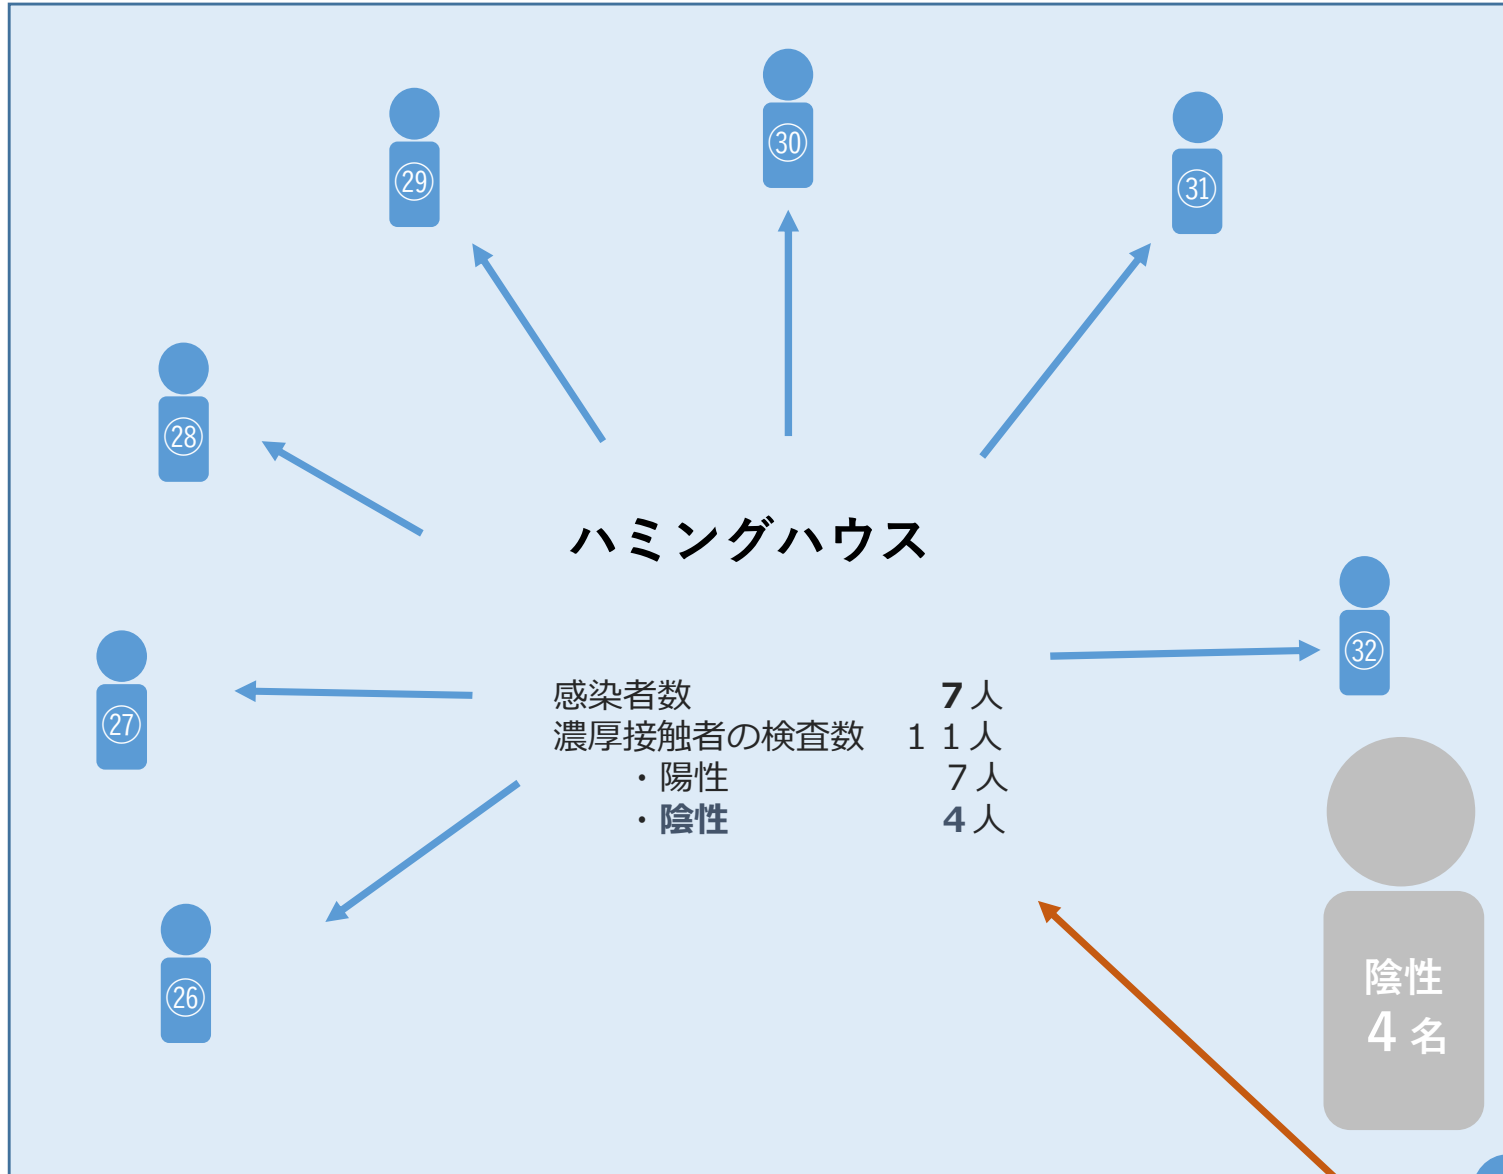 ㉚
㉙
㉛
㉘
ハミングハウス
㉜
感染者数 7人
㉗
濃厚接触者の検査数 11人
・陽性 7人
・陰性 4人
陰性
4名
㉖